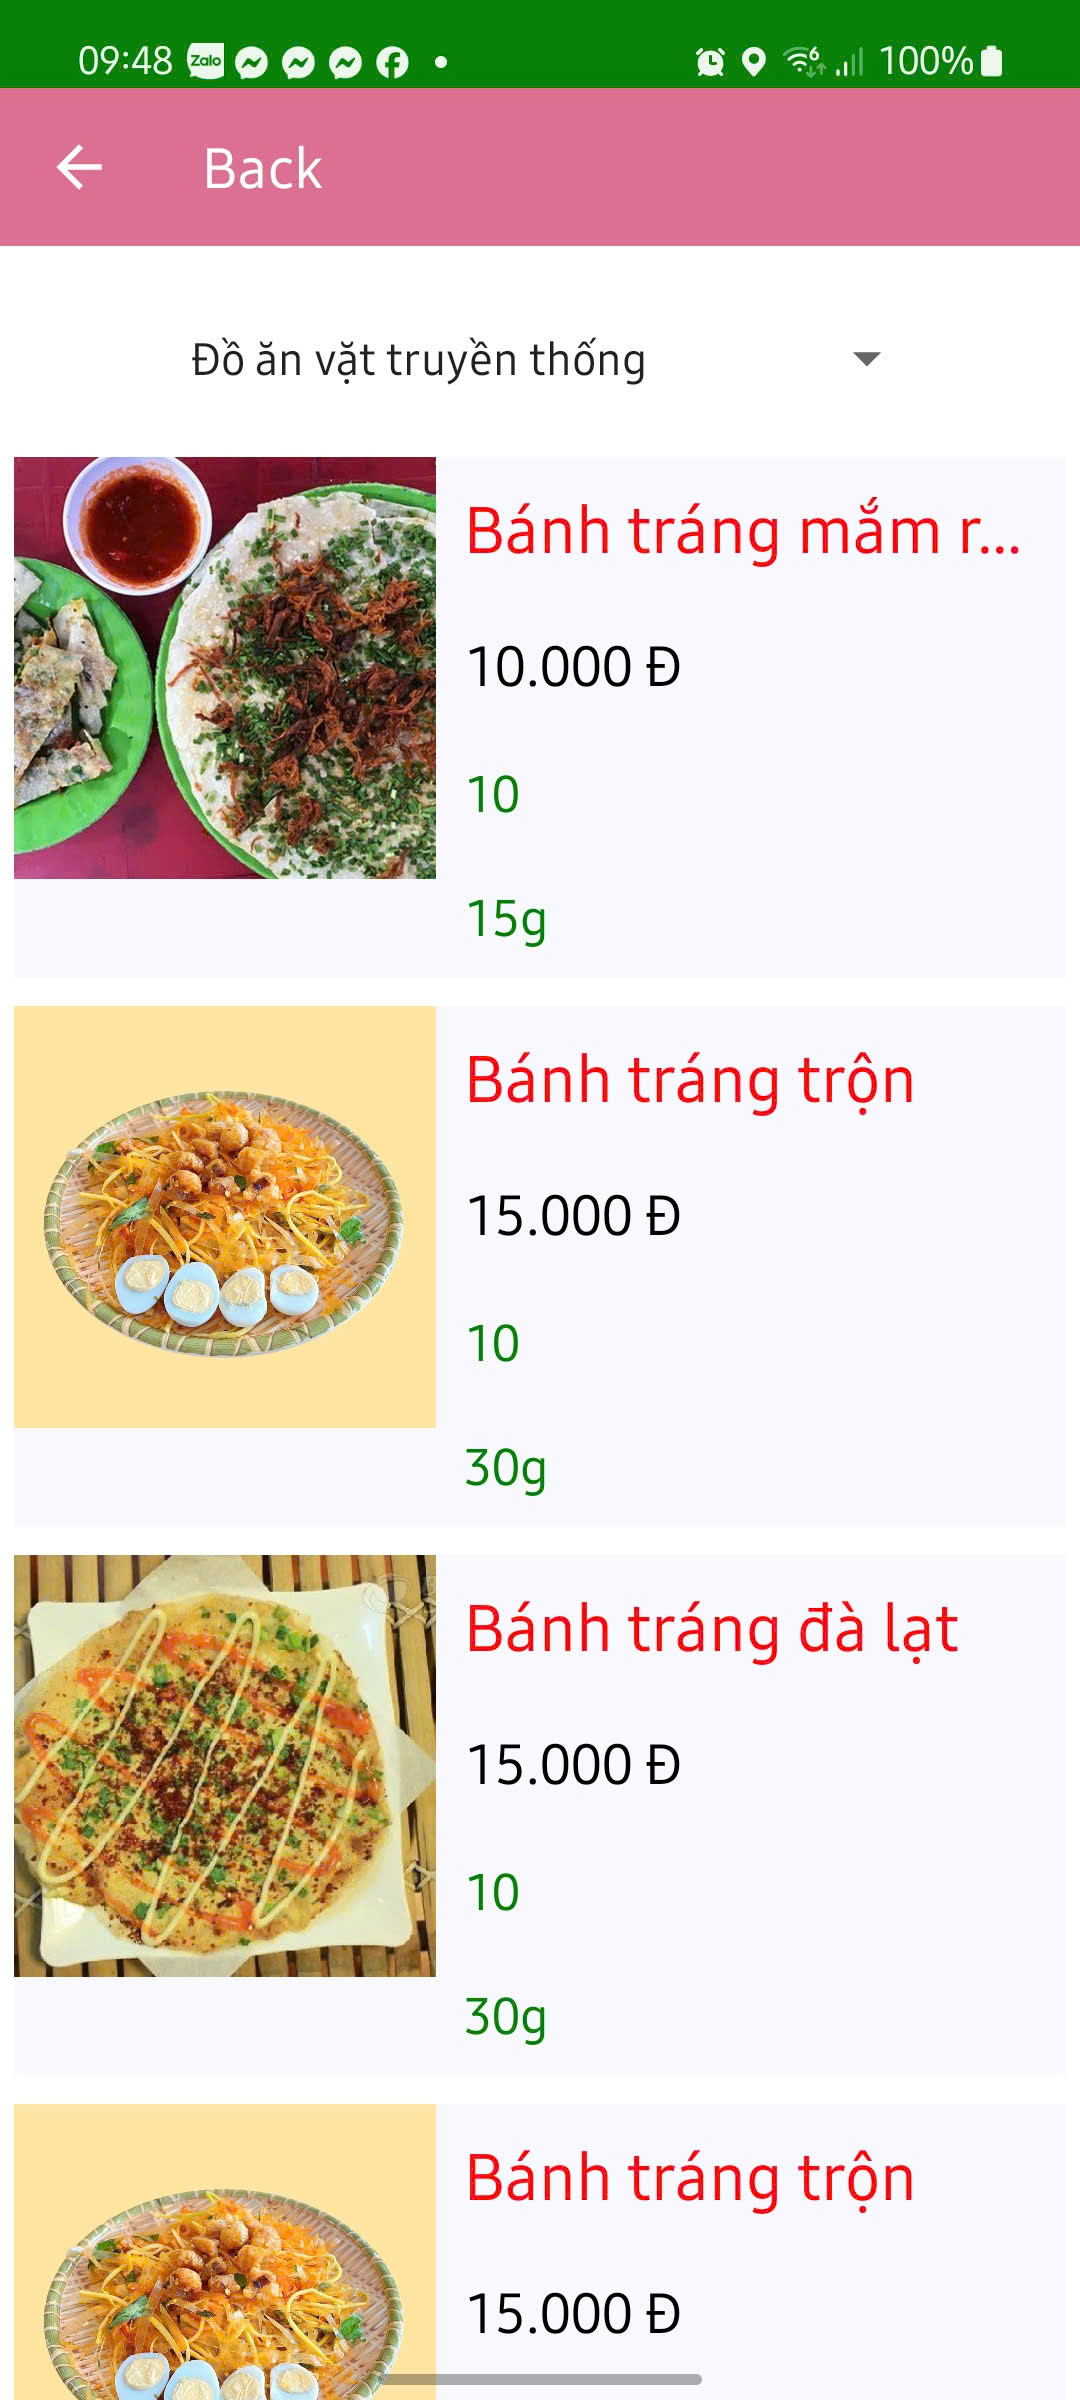 09:48 Zalo 6 100%
Back
Đồ ăn vặt truyền thống
Bánh tráng mắm r...
10.000 Đ
10
15g
Bánh tráng trộn
15.000 Đ
10
30g
Bánh tráng đà lạt
15.000 Đ
10
30g
Bánh tráng trộn
15.000 Đ